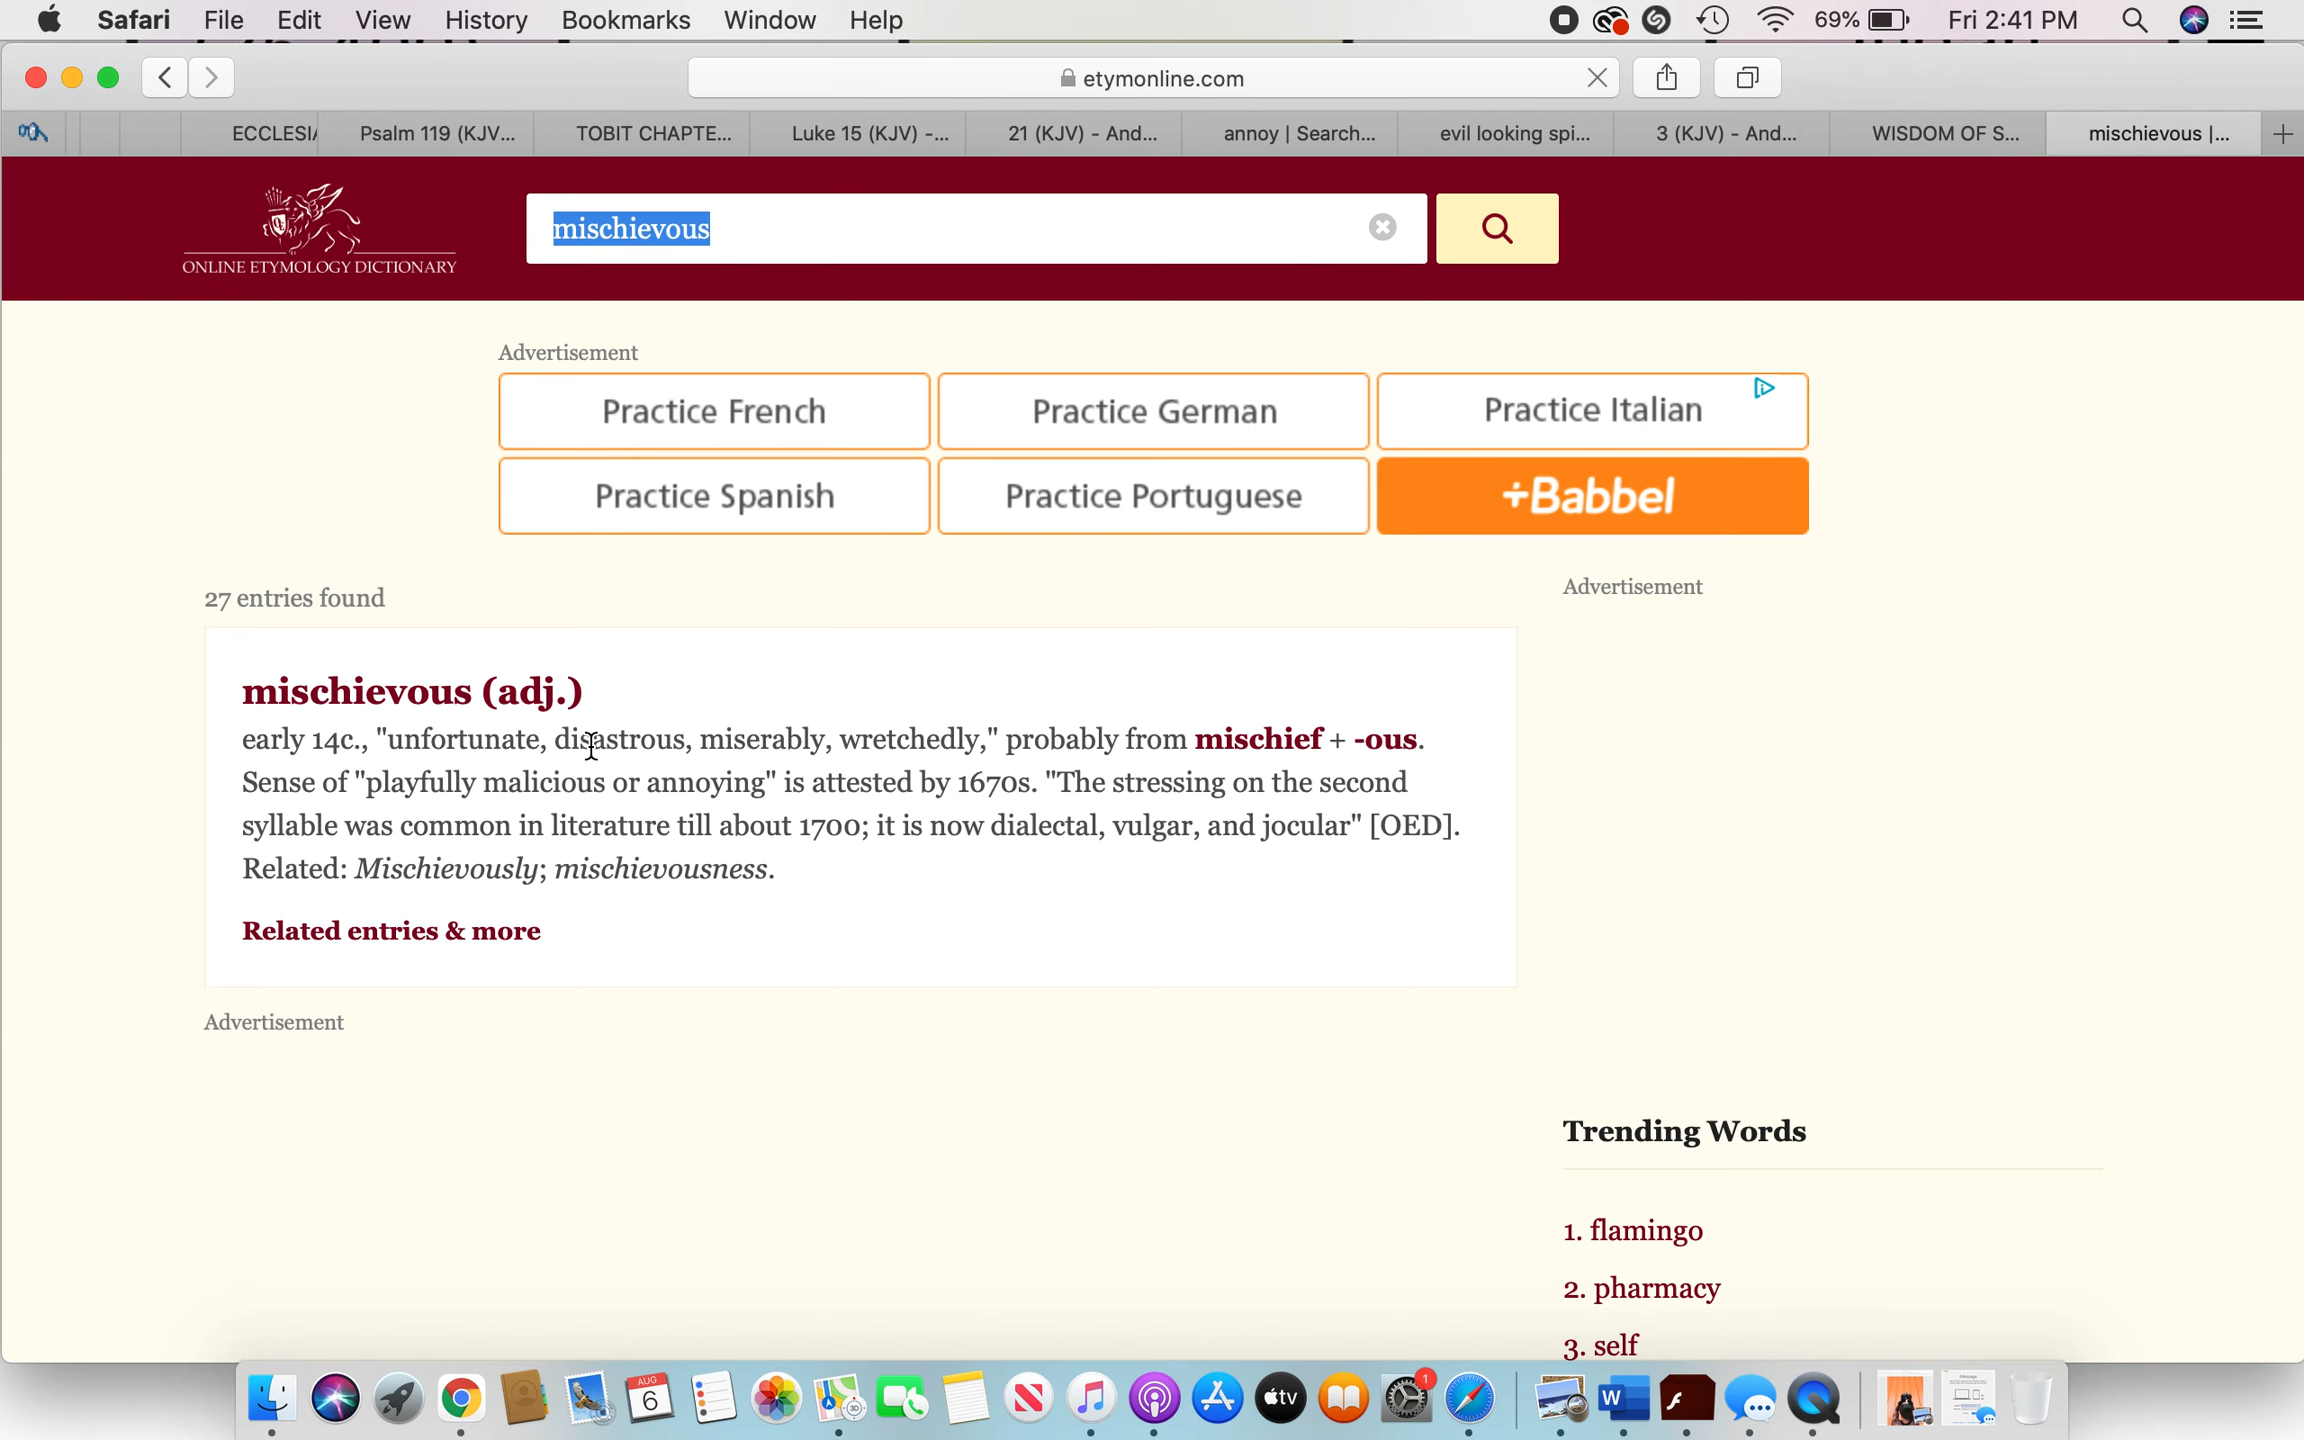 Safari File Edit View History Bookmarks Window Help 69% Fri 2:41 PM
etymonline.com
ECCLESIA Psalm 119 (KJV... TOBIT CHAPTE... Luke 15 (KJV) -... 21 (KJV) - And... annoy | Search... evil looking spi... 3 (KJV) - And... WISDOM OF S... mischievous |...
mischievous
ONLINE ETYMOLOGY DICTIONARY
Advertisement
Practice French Practice German Practice Italian
Practice Spanish Practice Portuguese +Babbel
27 entries found
Advertisement
mischievous (adj.)
early 14c., "unfortunate, disastrous, miserably, wretchedly," probably from mischief + -ous.
Sense of "playfully malicious or annoying" is attested by 1670s. "The stressing on the second
syllable was common in literature till about 1700; it is now dialectal, vulgar, and jocular" [OED].
Related: Mischievously; mischievousness.
Related entries & more
Advertisement
Trending Words
1. flamingo
2. pharmacy
3. self
AUG
6
3D
tv
1
W